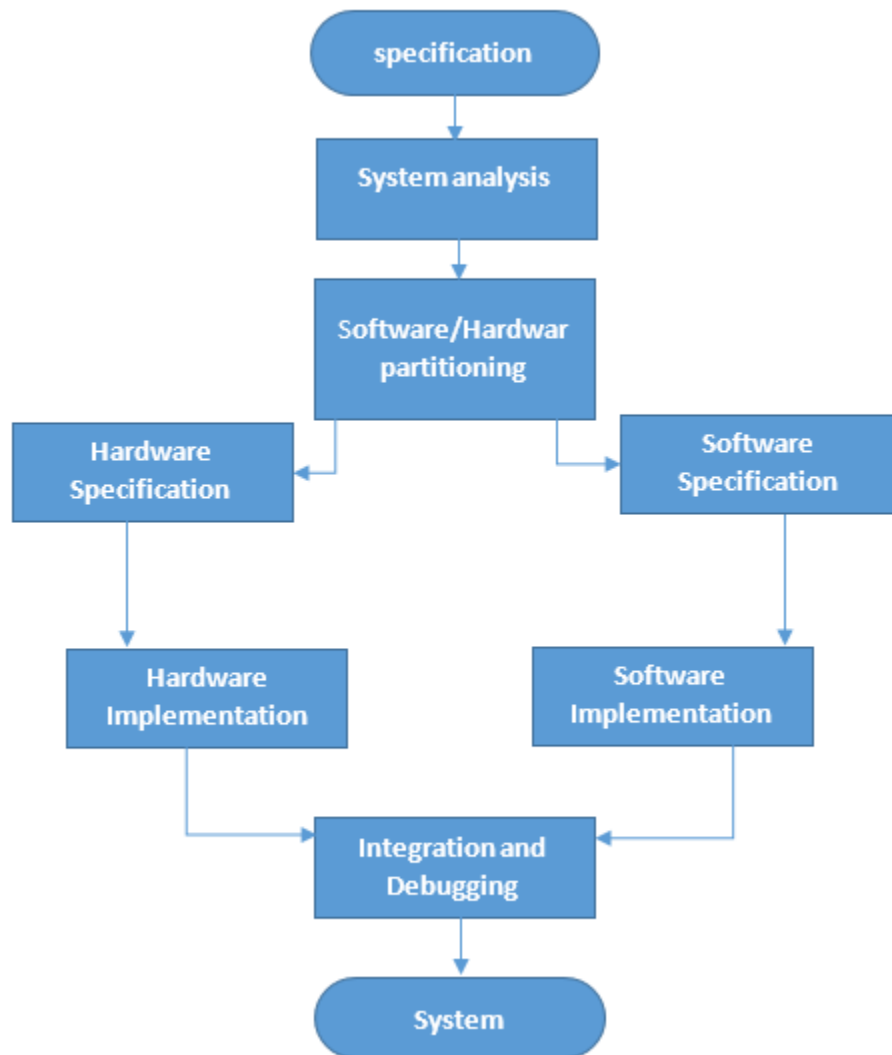 specification
System analysis
Software/Hardwar
partitioning
Hardware
Specification
Software
Specification
Hardware
Implementation
Software
Implementation
Integration and
Debugging
System